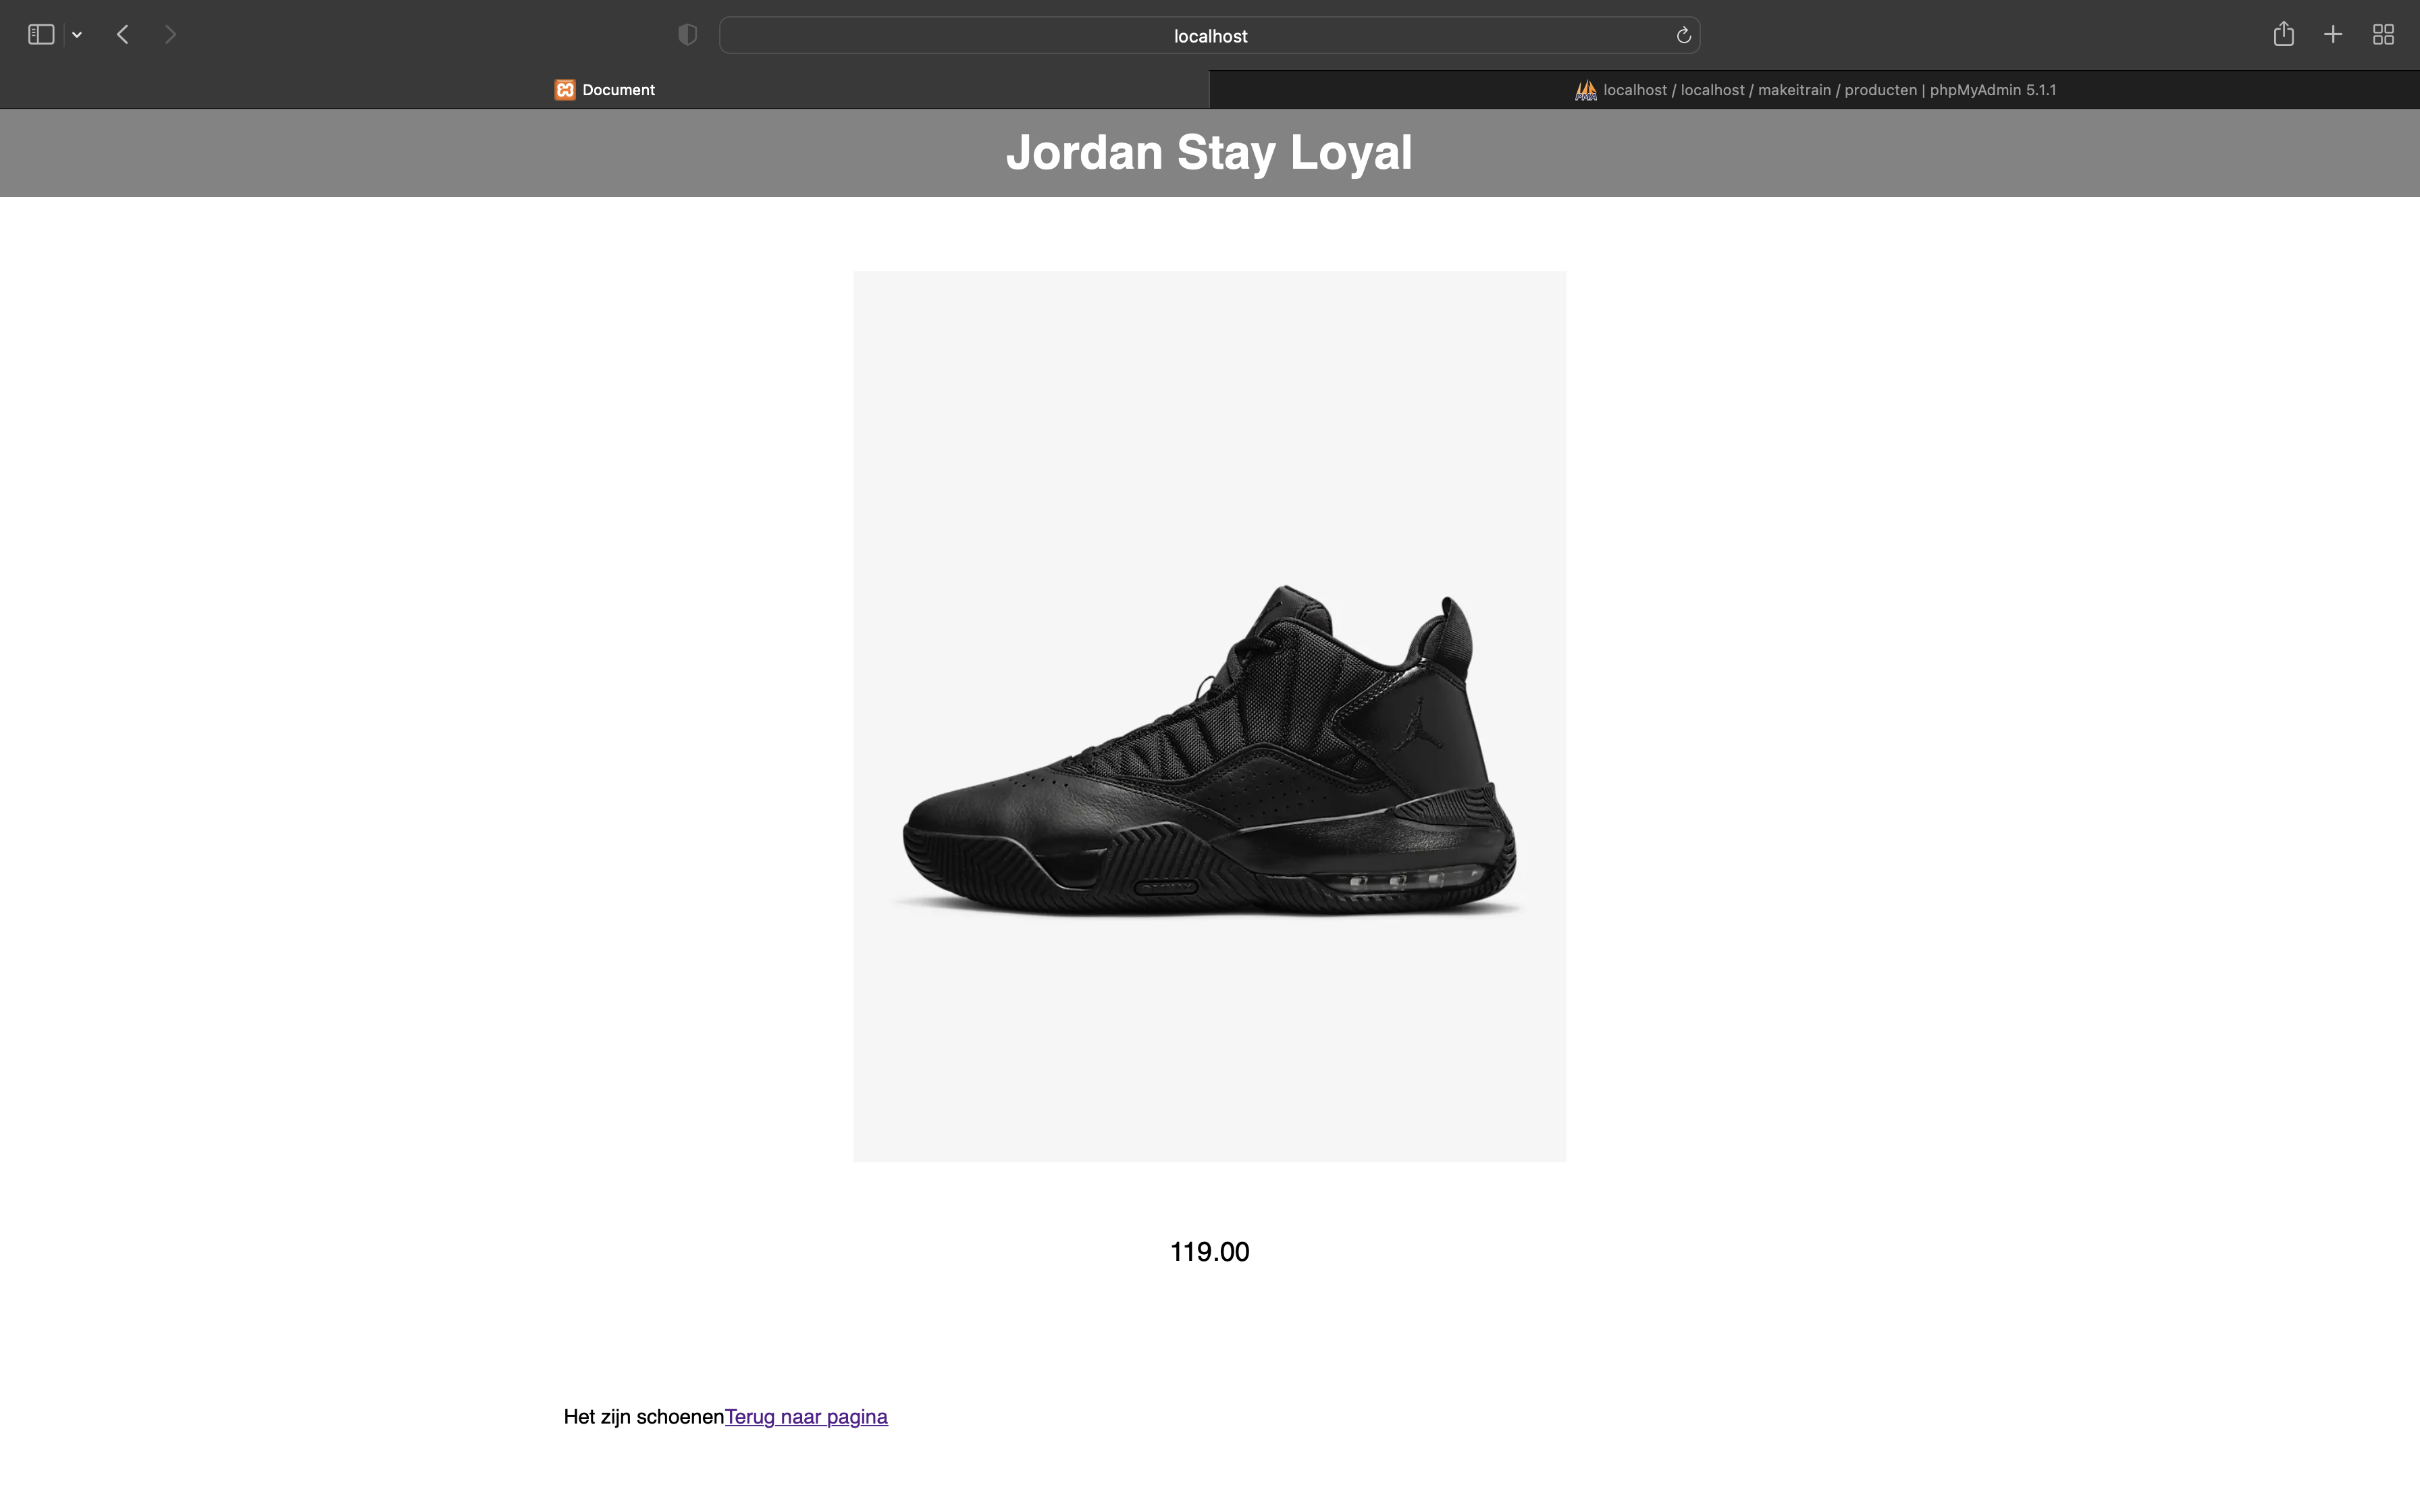 localhost
Document
localhost / localhost / makeitrain / producten | phpMyAdmin 5.1.1
Jordan Stay Loyal
119.00
Het zijn schoenenTerug naar pagina